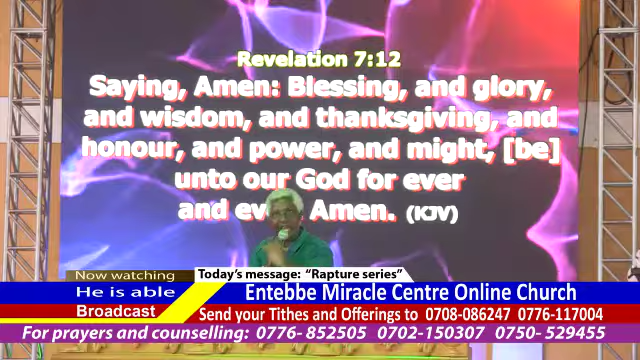 Revelation 7:12
Saying, Amen: Blessing, and glory,
and wisdom, and thanksgiving, and
honour, and power, and might, [be]
unto our God for ever
and ev Amen. (KJV)
Now watching
Today's message: "Rapture series"
He is able
Entebbe Miracle Centre Online Church
Broadcast
Send your Tithes and Offerings to 0708-086247 0776-117004
For prayers and counselling: 0776- 852505 0702-150307 0750- 529455